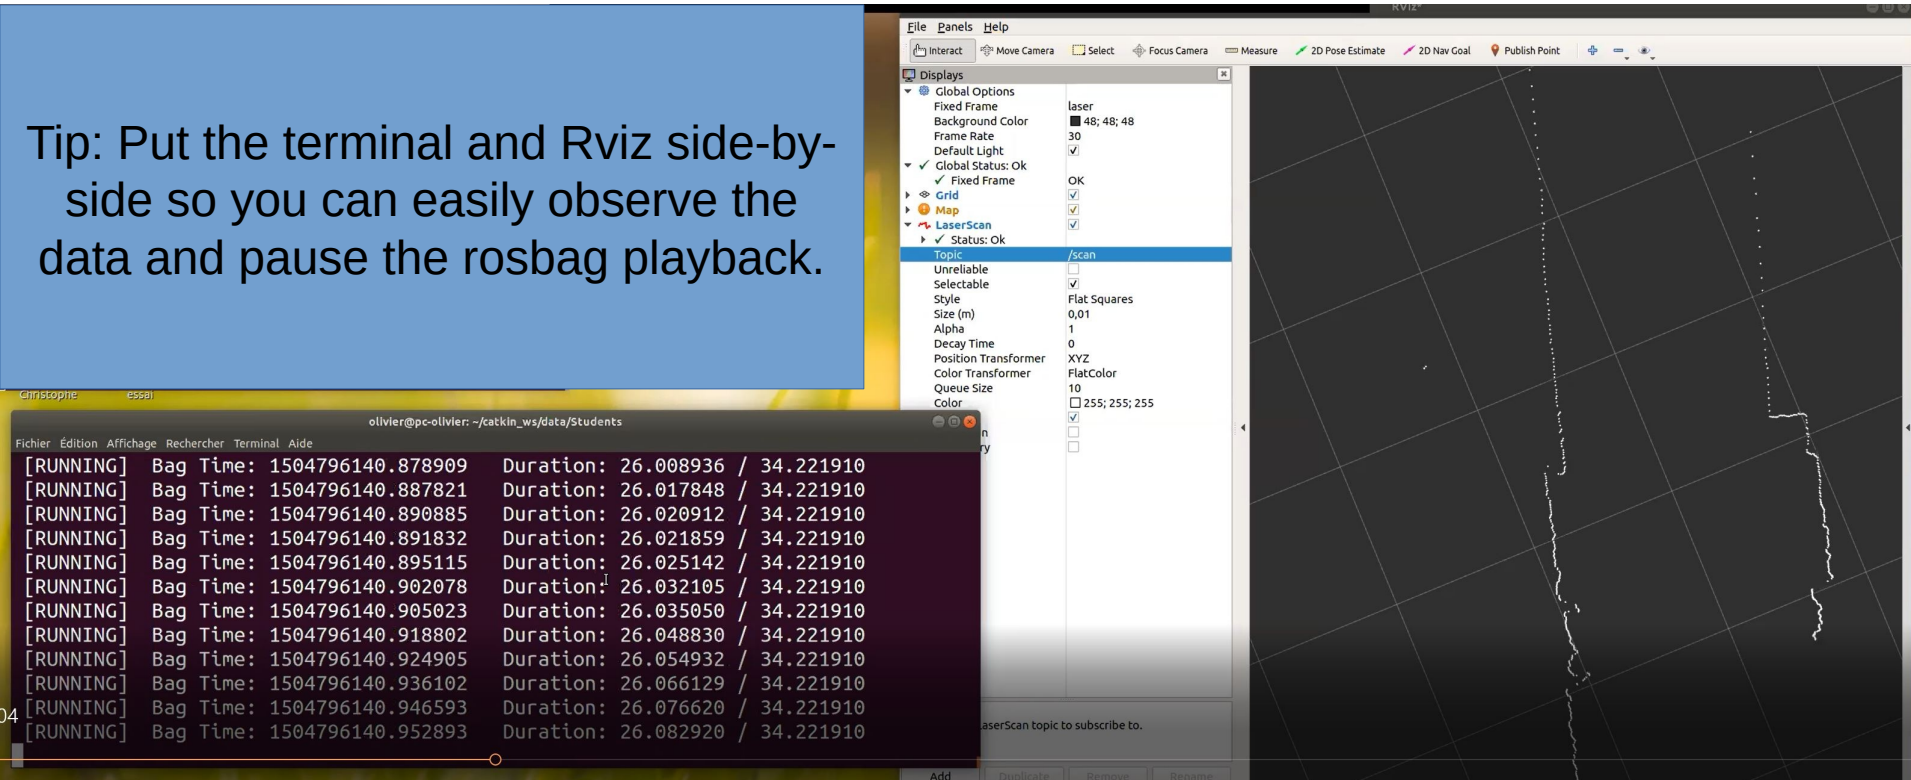 Tip: Put the terminal and Rviz side-by-
side so you can easily observe the
data and pause the rosbag playback.
Christophe essai
olivier@pc-olivier: ~/catkin_ws/data/Students
Fichier Édition Affichage Rechercher Terminal Aide
[RUNNING] Bag Time: 1504796140.878909 Duration: 26.008936 / 34.221910
[RUNNING] Bag Time: 1504796140.887821 Duration: 26.017848 / 34.221910
[RUNNING] Bag Time: 1504796140.890885 Duration: 26.020912 / 34.221910
[RUNNING] Bag Time: 1504796140.891832 Duration: 26.021859 / 34.221910
[RUNNING] Bag Time: 1504796140.895115 Duration: 26.025142 / 34.221910
[RUNNING] Bag Time: 1504796140.902078 Duration: 26.032105 / 34.221910
[RUNNING] Bag Time: 1504796140.905023 Duration: 26.035050 / 34.221910
[RUNNING] Bag Time: 1504796140.918802 Duration: 26.048830 / 34.221910
[RUNNING] Bag Time: 1504796140.924905 Duration: 26.054932 / 34.221910
[RUNNING] Bag Time: 1504796140.936102 Duration: 26.066129 / 34.221910
[RUNNING] Bag Time: 1504796140.946593 Duration: 26.076620 / 34.221910
[RUNNING] Bag Time: 1504796140.952893 Duration: 26.082920 / 34.221910
04
RViz*
File Panels Help
Interact Move Camera Select Focus Camera Measure 2D Pose Estimate 2D Nav Goal Publish Point
Displays
Global Options
Fixed Frame laser
Background Color 48; 48; 48
Frame Rate 30
Default Light
Global Status: Ok
Fixed Frame OK
Grid
Map
LaserScan
Status: Ok
Topic /scan
Unreliable
Selectable
Style Flat Squares
Size (m) 0,01
Alpha 1
Decay Time 0
Position Transformer XYZ
Color Transformer FlatColor
Queue Size 10
Color 255; 255; 255
n
ry
aserScan topic to subscribe to.
Add Duplicate Remove Rename